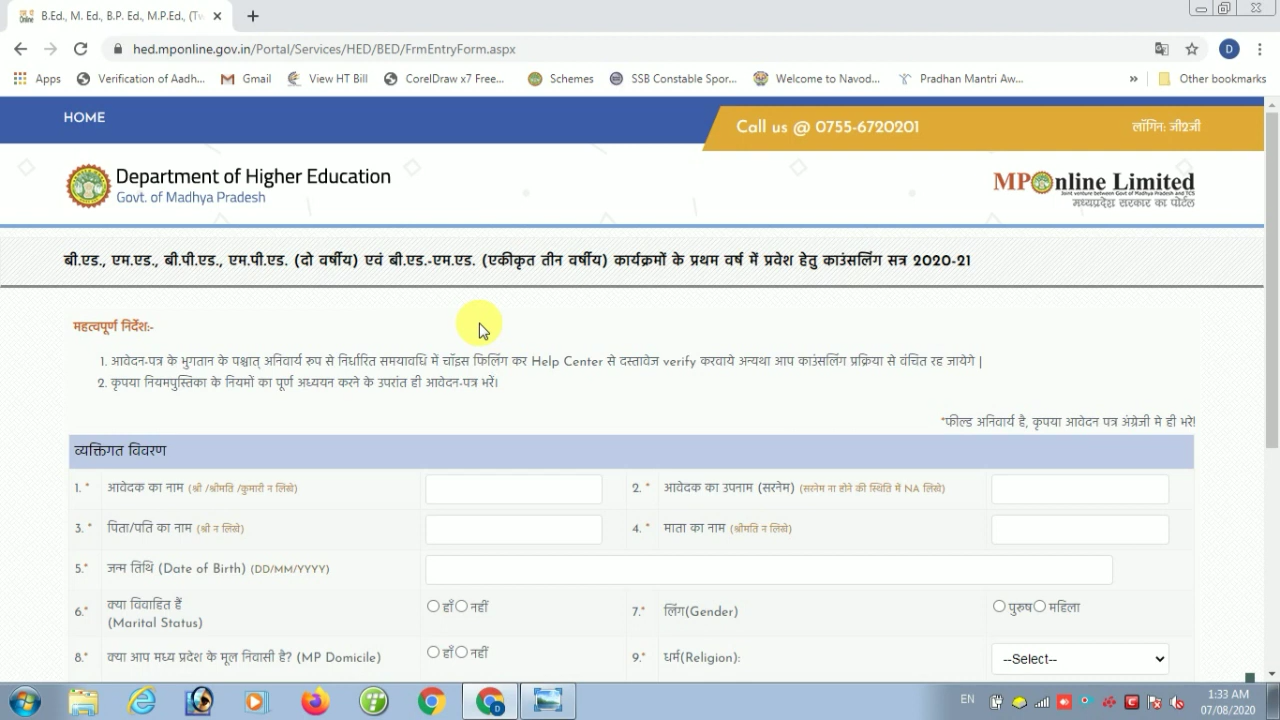 B.Ed., M. Ed., B.P. Ed., M.P.Ed., (Tw
hed.mponline.gov.in/Portal/Services/HED/BED/FrmEntryForm.aspx
D
Apps Verification of Aadh... Gmail View HT Bill CorelDraw x7 Free... Schemes SSB Constable Spor... Welcome to Navod... Pradhan Mantri Aw... » Other bookmarks
HOME
Call us @ 0755-6720201 लॉगिन: जी2जी
Department of Higher Education
Govt. of Madhya Pradesh
MPOnline Limited
Joint venture between Govt of Madhya Pradesh and TCS
मध्यप्रदेश सरकार का पोर्टल
बी.एड., एम.एड., बी.पी.एड., एम.पी.एड. (दो वर्षीय) एवं बी.एड.-एम.एड. (एकीकृत तीन वर्षीय) कार्यक्रमों के प्रथम वर्ष में प्रवेश हेतु काउंसलिंग सत्र 2020-21
महत्वपूर्ण निर्देश:-
1. आवेदन-पत्र के भुगतान के पश्चात् अनिवार्य रूप से निर्धारित समयावधि में चॉइस फिलिंग कर Help Center से दस्तावेज verify करवाये अन्यथा आप काउंसलिंग प्रक्रिया से वंचित रह जायेगे |
2. कृपया नियमपुस्तिका के नियमों का पूर्ण अध्ययन करने के उपरांत ही आवेदन-पत्र भरें।
*फील्ड अनिवार्य है, कृपया आवेदन पत्र अंग्रेजी मे ही भरे!
व्यक्तिगत विवरण
1. * आवेदक का नाम (श्री /श्रीमति /कुमारी न लिखे) 2. * आवेदक का उपनाम (सरनेम) (सरनेम ना होने की स्थिति में NA लिखे)
3. * पिता/पति का नाम (श्री न लिखे) 4. * माता का नाम (श्रीमति न लिखे)
5.* जन्म तिथि (Date of Birth) (DD/MM/YYYY)
6.* क्या विवाहित हैं (Marital Status) हाँ नहीं 7.* लिंग(Gender) पुरुष महिला
8.* क्या आप मध्य प्रदेश के मूल निवासी है? (MP Domicile) हाँ नहीं 9.* धर्म(Religion): --Select--
EN 1:33 AM
07/08/2020